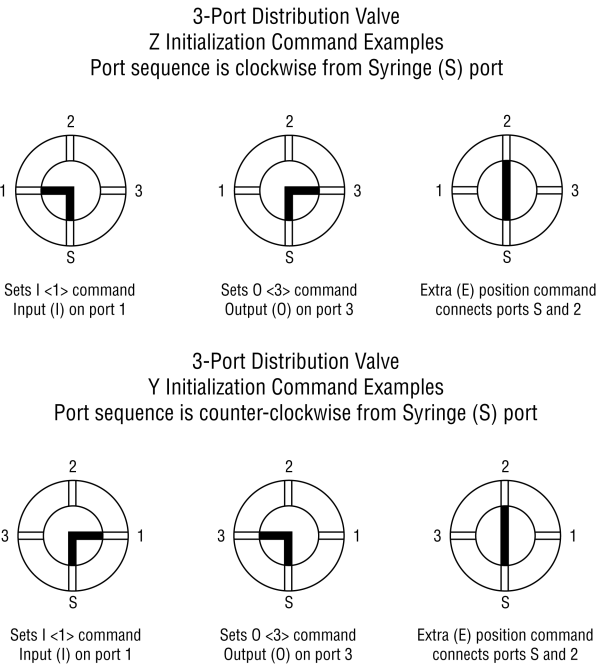 3-Port Distribution Valve
Z Initialization Command Examples
Port sequence is clockwise from Syringe (S) port
2
1
3
S
2
1
3
S
2
1
3
S
Sets I <1> command
Input (I) on port 1
Sets O <3> command
Output (O) on port 3
Extra (E) position command
connects ports S and 2
3-Port Distribution Valve
Y Initialization Command Examples
Port sequence is counter-clockwise from Syringe (S) port
2
3
1
S
2
3
1
S
2
3
1
S
Sets I <1> command
Input (I) on port 1
Sets O <3> command
Output (O) on port 3
Extra (E) position command
connects ports S and 2